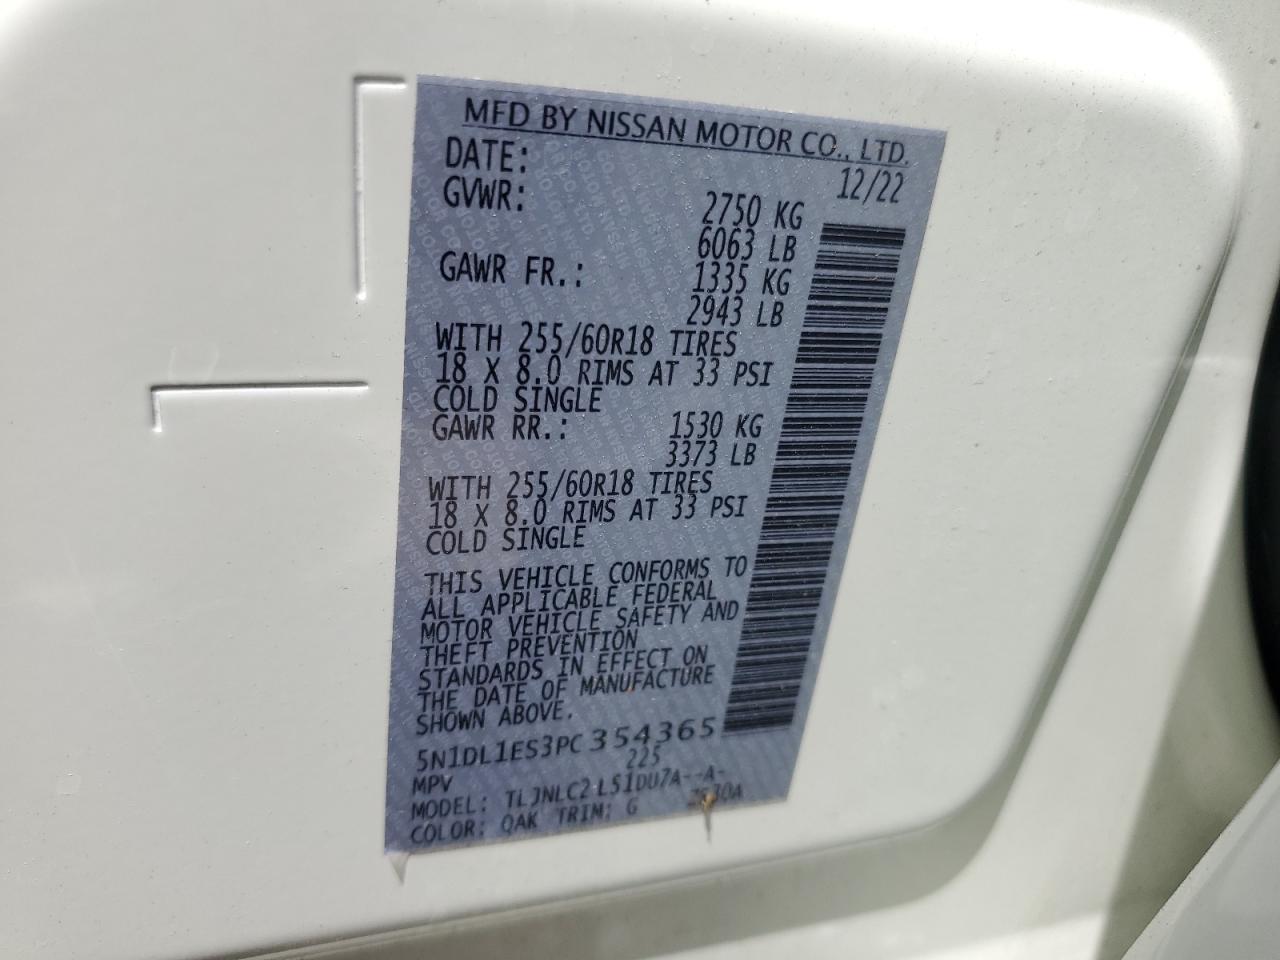 MFD BY NISSAN MOTOR CO., LTD.
DATE: 12/22
GVWR: 2750 KG
6063 LB
GAWR FR.: 1335 KG
2943 LB
WITH 255/60R18 TIRES
18 X 8.0 RIMS AT 33 PSI
COLD SINGLE
GAWR RR.: 1530 KG
3373 LB
WITH 255/60R18 TIRES
18 X 8.0 RIMS AT 33 PSI
COLD SINGLE
THIS VEHICLE CONFORMS TO
ALL APPLICABLE FEDERAL
MOTOR VEHICLE SAFETY AND
THEFT PREVENTION
STANDARDS IN EFFECT ON
THE DATE OF MANUFACTURE
SHOWN ABOVE.
5N1DL1ES3PC354365
MPV 225
MODEL: TLJNLC2L51DU7A--A-
COLOR: QAK TRIM: G